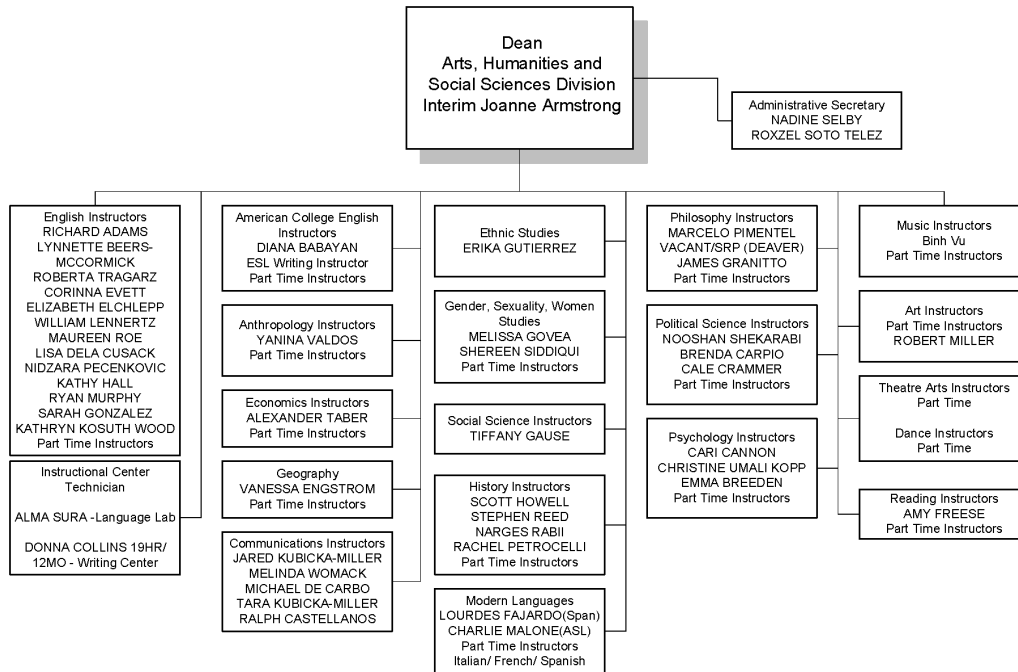 Dean
Arts, Humanities and
Social Sciences Division
Interim Joanne Armstrong
Administrative Secretary
NADINE SELBY
ROXZEL SOTO TELEZ
English Instructors
RICHARD ADAMS
LYNNETTE BEERS-
MCCORMICK
ROBERTA TRAGARZ
CORINNA EVETT
ELIZABETH ELCHLEPP
WILLIAM LENNERTZ
MAUREEN ROE
LISA DELA CUSACK
NIDZARA PECENKOVIC
KATHY HALL
RYAN MURPHY
SARAH GONZALEZ
KATHRYN KOSUTH WOOD
Part Time Instructors
Instructional Center
Technician
ALMA SURA -Language Lab
DONNA COLLINS 19HR/
12MO - Writing Center
American College English
Instructors
DIANA BABAYAN
ESL Writing Instructor
Part Time Instructors
Anthropology Instructors
YANINA VALDOS
Part Time Instructors
Economics Instructors
ALEXANDER TABER
Part Time Instructors
Geography
VANESSA ENGSTROM
Part Time Instructors
Communications Instructors
JARED KUBICKA-MILLER
MELINDA WOMACK
MICHAEL DE CARBO
TARA KUBICKA-MILLER
RALPH CASTELLANOS
Ethnic Studies
ERIKA GUTIERREZ
Gender, Sexuality, Women
Studies
MELISSA GOVEA
SHEREEN SIDDIQUI
Part Time Instructors
Social Science Instructors
TIFFANY GAUSE
History Instructors
SCOTT HOWELL
STEPHEN REED
NARGES RABII
RACHEL PETROCELLI
Part Time Instructors
Modern Languages
LOURDES FAJARDO(Span)
CHARLIE MALONE(ASL)
Part Time Instructors
Italian/ French/ Spanish
Philosophy Instructors
MARCELO PIMENTEL
VACANT/SRP (DEAVER)
JAMES GRANITTO
Part Time Instructors
Political Science Instructors
NOOSHAN SHEKARABI
BRENDA CARPIO
CALE CRAMMER
Part Time Instructors
Psychology Instructors
CARI CANNON
CHRISTINE UMALI KOPP
EMMA BREEDEN
Part Time Instructors
Music Instructors
Binh Vu
Part Time Instructors
Art Instructors
Part Time Instructors
ROBERT MILLER
Theatre Arts Instructors
Part Time
Dance Instructors
Part Time
Reading Instructors
AMY FREESE
Part Time Instructors